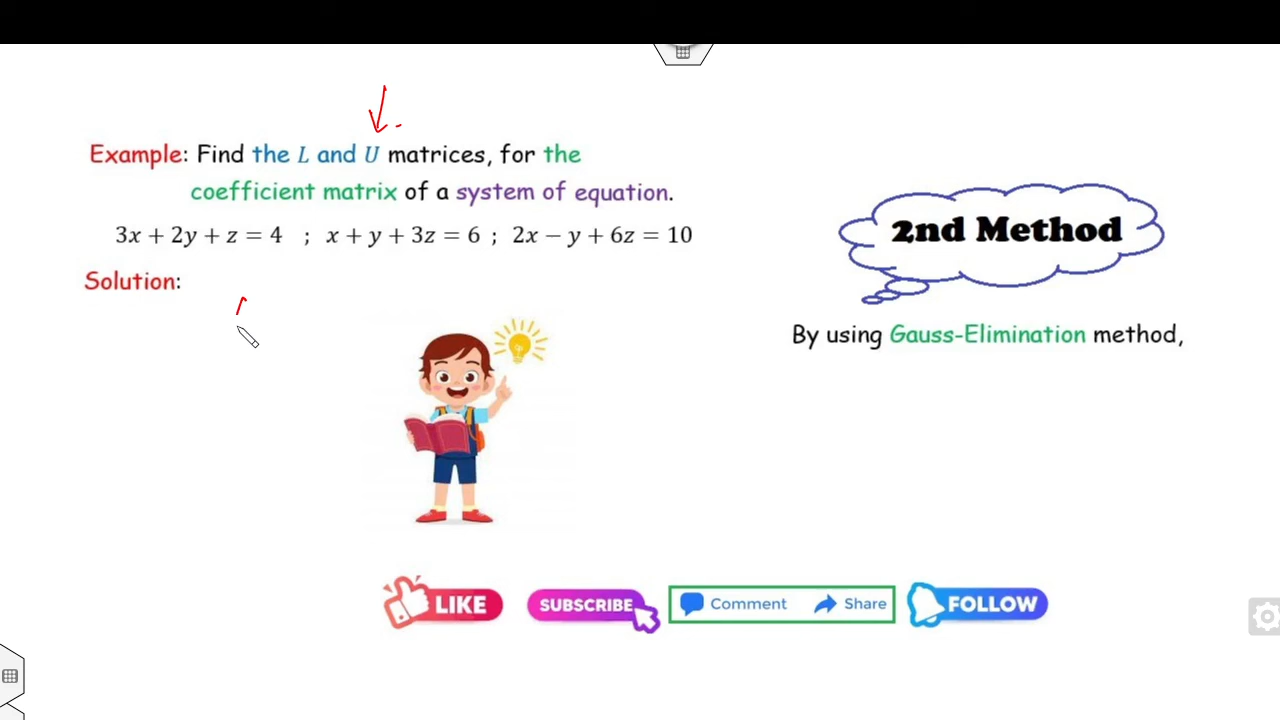 Example: Find the L and U matrices, for the
coefficient matrix of a system of equation.
3x + 2y + z = 4 ; x + y + 3z = 6 ; 2x − y + 6z = 10
Solution:
2nd Method
By using Gauss-Elimination method,
LIKE
SUBSCRIBE
Comment
Share
FOLLOW